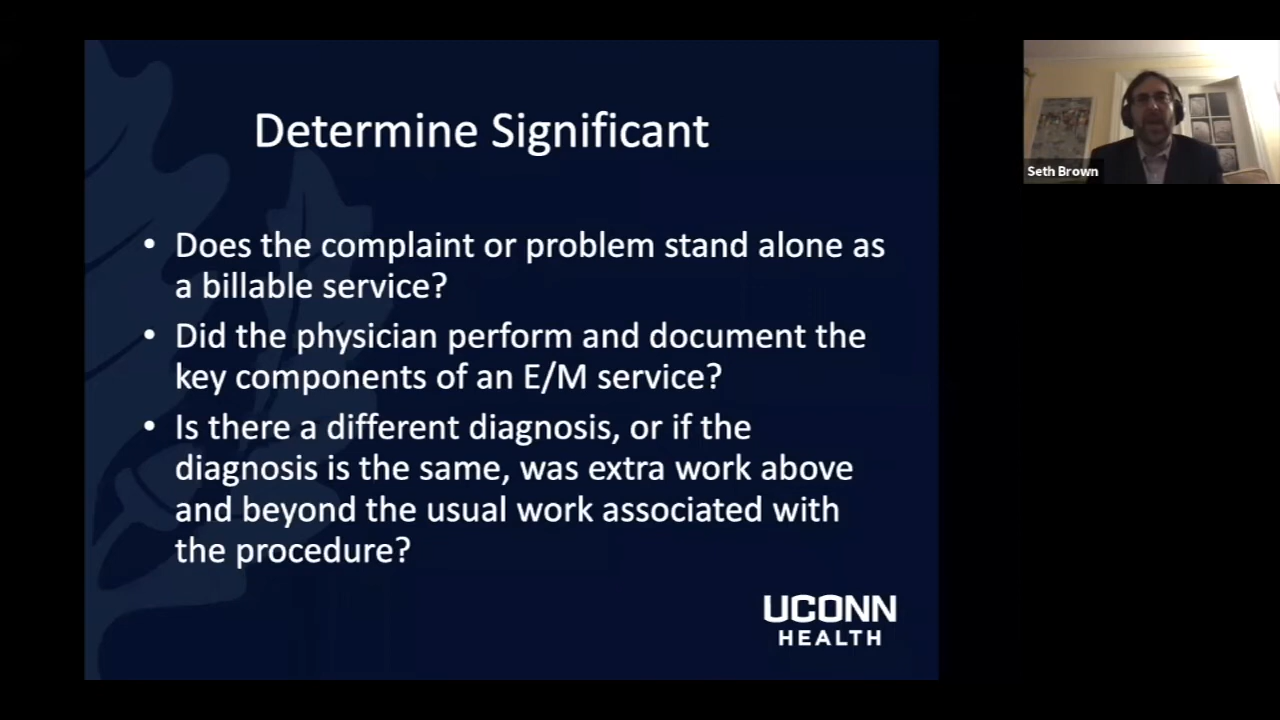 Determine Significant
• Does the complaint or problem stand alone as
a billable service?
• Did the physician perform and document the
key components of an E/M service?
• Is there a different diagnosis, or if the
diagnosis is the same, was extra work above
and beyond the usual work associated with
the procedure?
UCONN
HEALTH
Seth Brown